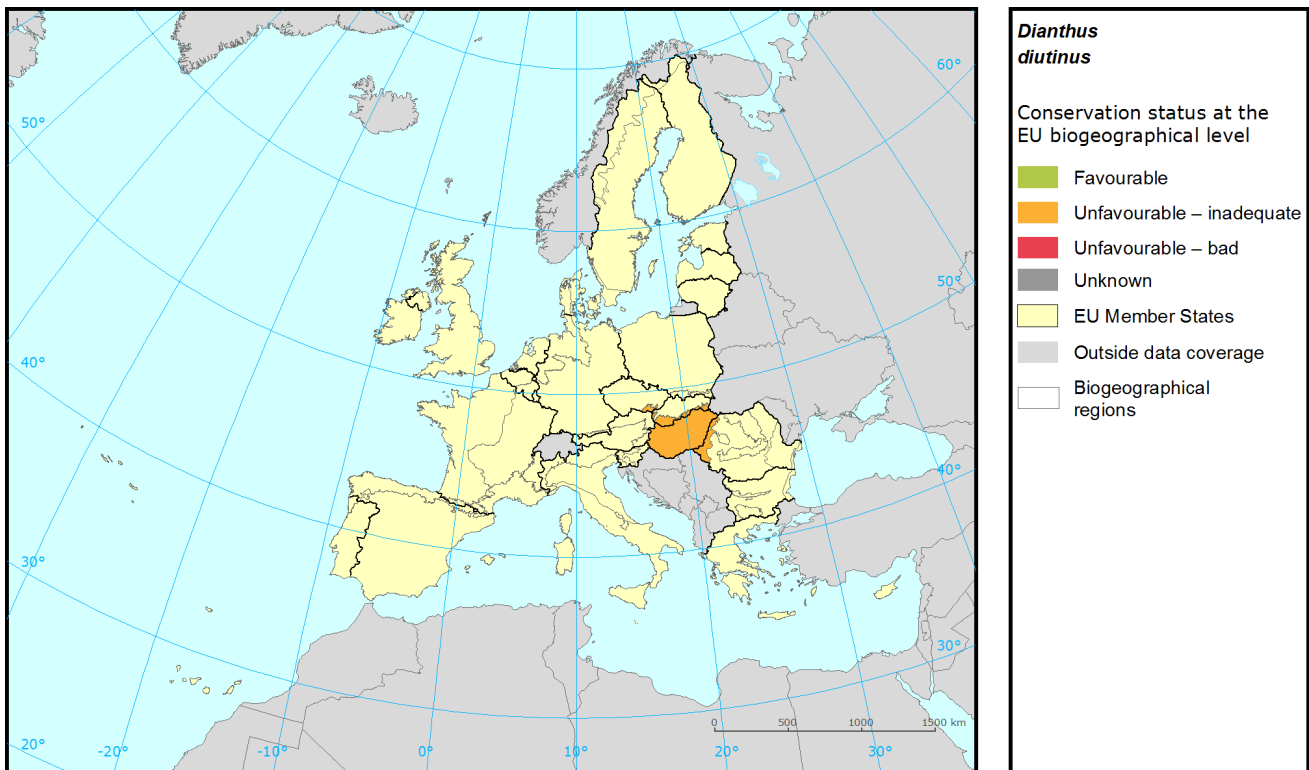 60°
50°
50°
40°
40°
30°
30°
20°
-20°
-10°
0°
10°
20°
30°
0 500 1000 1500 km
Dianthus
diutinus
Conservation status at the
EU biogeographical level
Favourable
Unfavourable – inadequate
Unfavourable – bad
Unknown
EU Member States
Outside data coverage
Biogeographical
regions